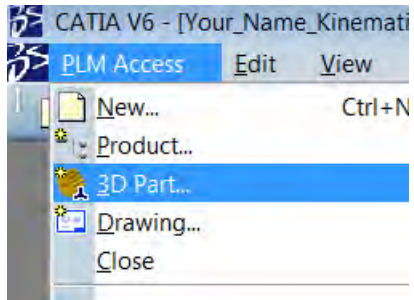 CATIA V6 - [Your_Name_Kinemati
PLM Access Edit View
New... Ctrl+N
Product...
3D Part...
Drawing...
Close